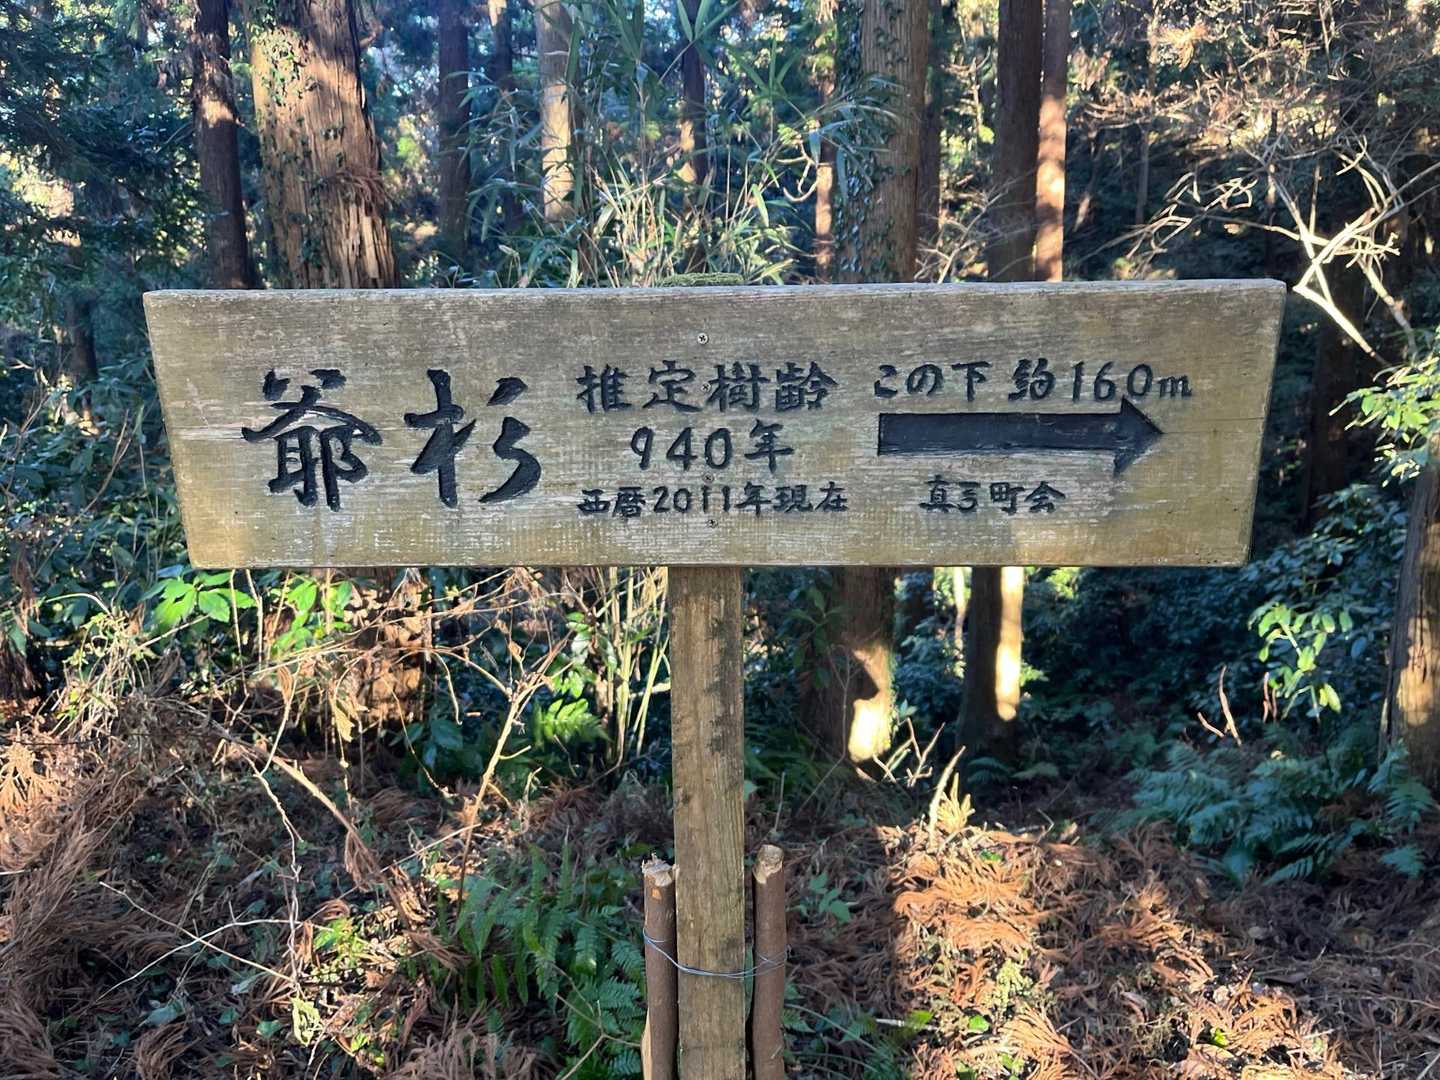 爺杉
推定樹齢
940年
西暦2011年現在
この下 約160m
真弓町会